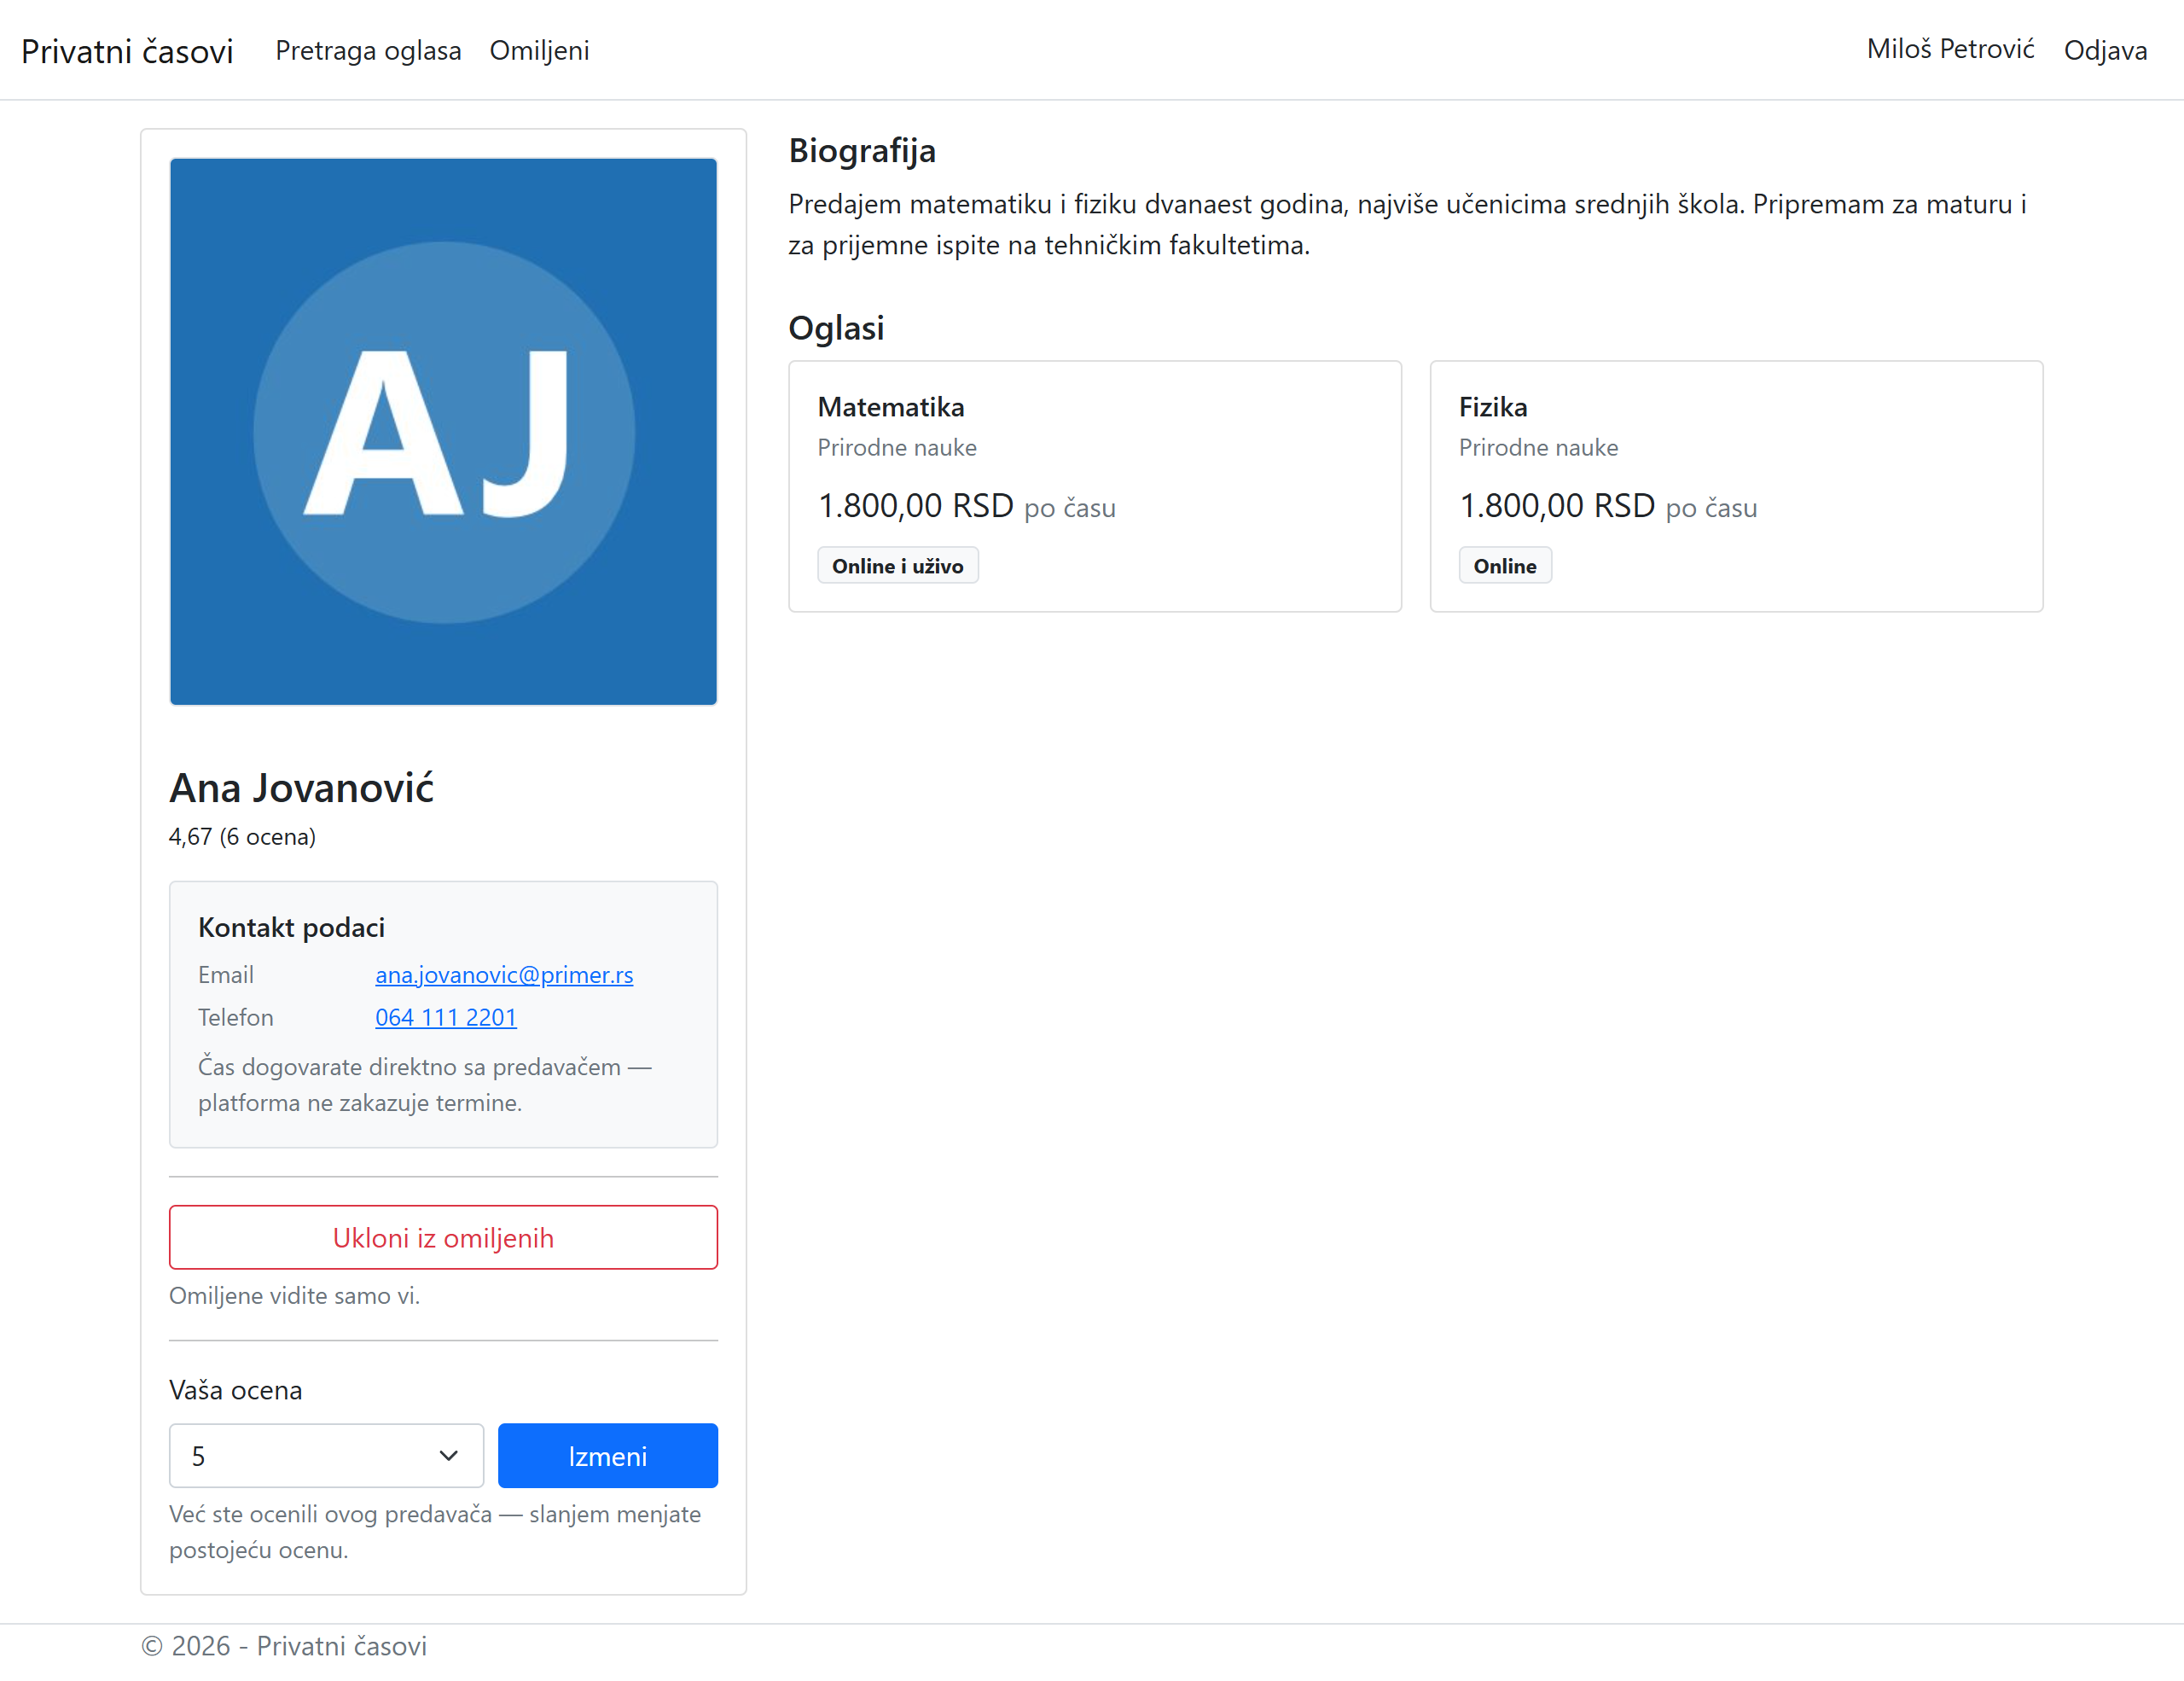 Privatni časovi Pretraga oglasa Omiljeni Miloš Petrović Odjava
AJ
Ana Jovanović
4,67 (6 ocena)
Kontakt podaci
Email ana.jovanovic@primer.rs
Telefon 064 111 2201
Čas dogovarate direktno sa predavačem —
platforma ne zakazuje termine.
Ukloni iz omiljenih
Omiljene vidite samo vi.
Vaša ocena
5 Izmeni
Već ste ocenili ovog predavača — slanjem menjate
postojeću ocenu.
Biografija
Predajem matematiku i fiziku dvanaest godina, najviše učenicima srednjih škola. Pripremam za maturu i
za prijemne ispite na tehničkim fakultetima.
Oglasi
Matematika
Prirodne nauke
1.800,00 RSD po času
Online i uživo
Fizika
Prirodne nauke
1.800,00 RSD po času
Online
© 2026 - Privatni časovi